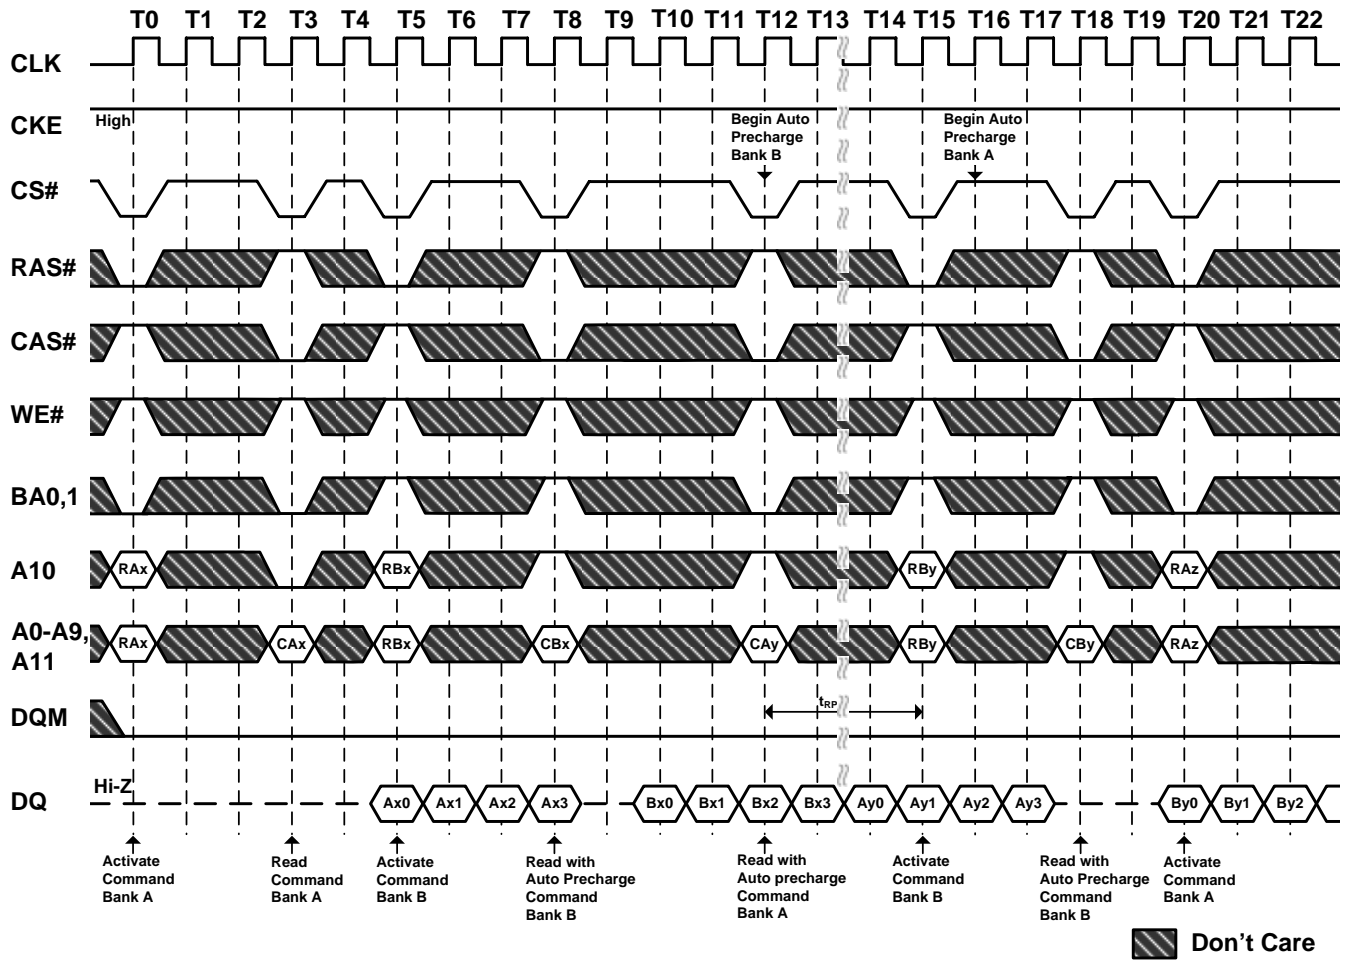 T0 T1 T2 T3 T4 T5 T6 T7 T8 T9 T10 T11 T12 T13 T14 T15 T16 T17 T18 T19 T20 T21 T22
CLK
CKE
High
Begin Auto
Precharge
Bank B
Begin Auto
Precharge
Bank A
CS#
RAS#
CAS#
WE#
BA0,1
A10
RAx RBx RBy RAz
A0-A9,
A11
RAx CAx RBx CBx CAy RBy CBy RAz
DQM
tRP
DQ
Hi-Z
Ax0 Ax1 Ax2 Ax3 Bx0 Bx1 Bx2 Bx3 Ay0 Ay1 Ay2 Ay3 By0 By1 By2
Activate
Command
Bank A
Read
Command
Bank A
Activate
Command
Bank B
Read with
Auto Precharge
Command
Bank B
Read with
Auto precharge
Command
Bank A
Activate
Command
Bank B
Read with
Auto Precharge
Command
Bank B
Activate
Command
Bank A
Don't Care